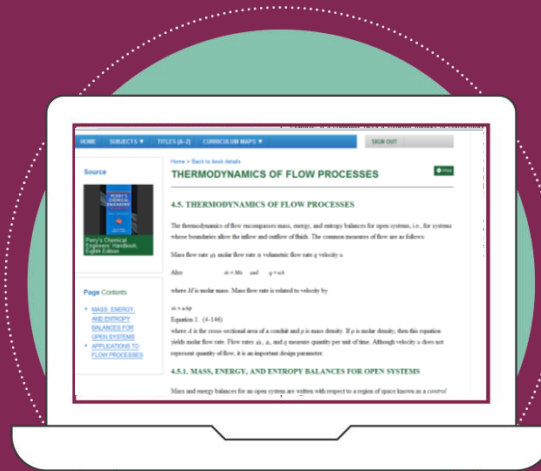 HOME SUBJECTS ▼ TITLES (A-Z) CURRICULUM MAPS ▼ SIGN OUT
Home > Back to book details
Source
THERMODYNAMICS OF FLOW PROCESSES
Print
PERRY'S CHEMICAL ENGINEERS'
Perry's Chemical
Engineers' Handbook,
Eighth Edition
4.5. THERMODYNAMICS OF FLOW PROCESSES
The thermodynamics of flow encompasses mass, energy, and entropy balances for open systems, i.e., for systems
whose boundaries allow the inflow and outflow of fluids. The common measures of flow are as follows:
Mass flow rate ṁ, molar flow rate ṅ volumetric flow rate q velocity u
Also ṁ = Mṅ and q = uA
where M is molar mass. Mass flow rate is related to velocity by
ṁ = uAρ
Equation 1. (4-146)
where A is the cross-sectional area of a conduit and ρ is mass density. If ρ is molar density, then this equation
yields molar flow rate. Flow rates ṁ, ṅ, and q measure quantity per unit of time. Although velocity u does not
represent quantity of flow, it is an important design parameter.
Page Contents
MASS, ENERGY,
AND ENTROPY
BALANCES FOR
OPEN SYSTEMS
APPLICATIONS TO
FLOW PROCESSES
4.5.1. MASS, ENERGY, AND ENTROPY BALANCES FOR OPEN SYSTEMS
Mass and energy balances for an open system are written with respect to a region of space known as a control